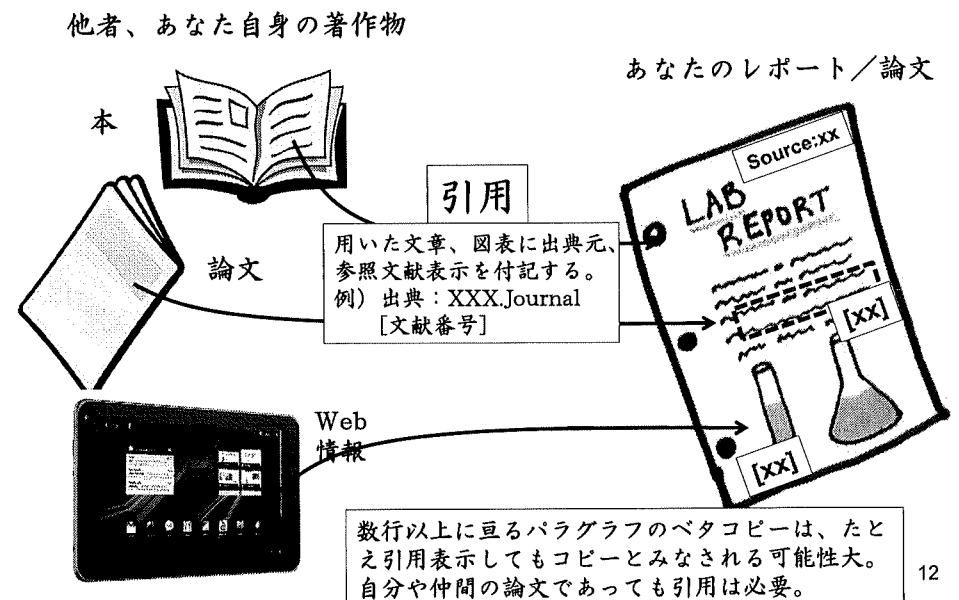 他者、あなた自身の著作物
あなたのレポート／論文
本
Source:xx
LAB
REPORT
引用
用いた文章、図表に出典元、
参照文献表示を付記する。
例）出典：XXX.Journal
[文献番号]
論文
[xx]
Web
情報
[xx]
数行以上に亘るパラグラフのベタコピーは、たと
え引用表示してもコピーとみなされる可能性大。
自分や仲間の論文であっても引用は必要。
12